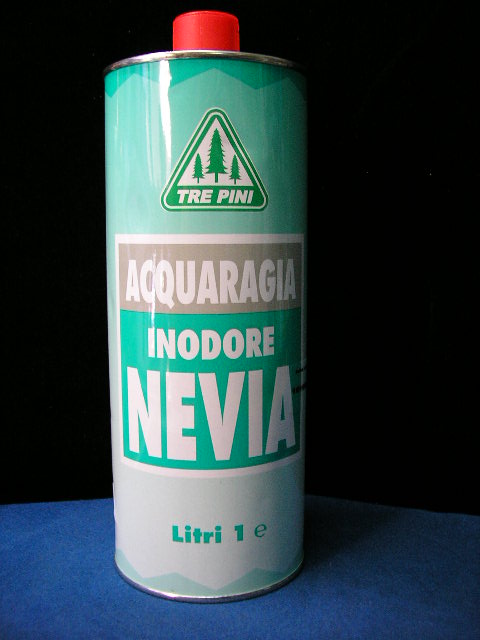 TRE PINI
ACQUARAGIA
INODORE
NEVIA
Litri 1 e